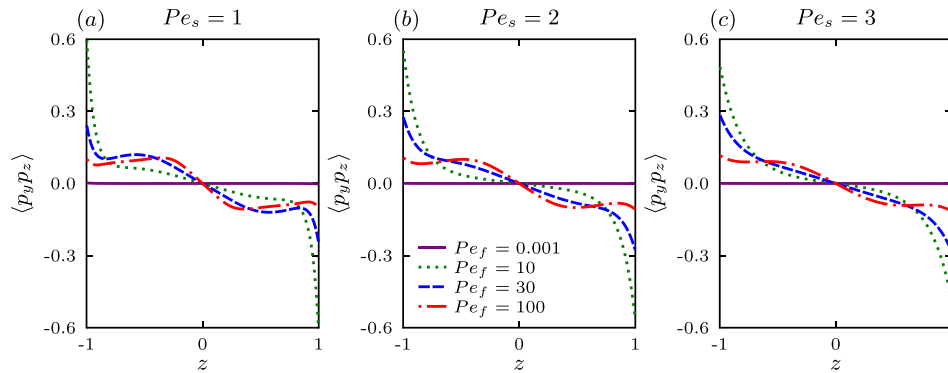 (a) Pe_s = 1
(b) Pe_s = 2
(c) Pe_s = 3
0.6
0.3
0.0
-0.3
-0.6
⟨p_y p_z⟩
-1
0
1
z
0.6
0.3
0.0
-0.3
-0.6
⟨p_y p_z⟩
Pe_f = 0.001
Pe_f = 10
Pe_f = 30
Pe_f = 100
-1
0
1
z
0.6
0.3
0.0
-0.3
-0.6
⟨p_y p_z⟩
-1
0
z